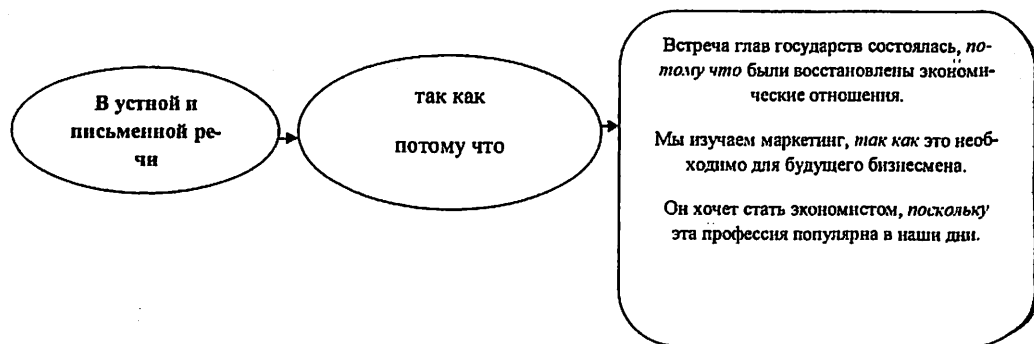 В устной и
письменной ре-
чи
так как
потому что
Встреча глав государств состоялась, по-
тому что были восстановлены экономи-
ческие отношения.
Мы изучаем маркетинг, так как это необ-
ходимо для будущего бизнесмена.
Он хочет стать экономистом, поскольку
эта профессия популярна в наши дни.